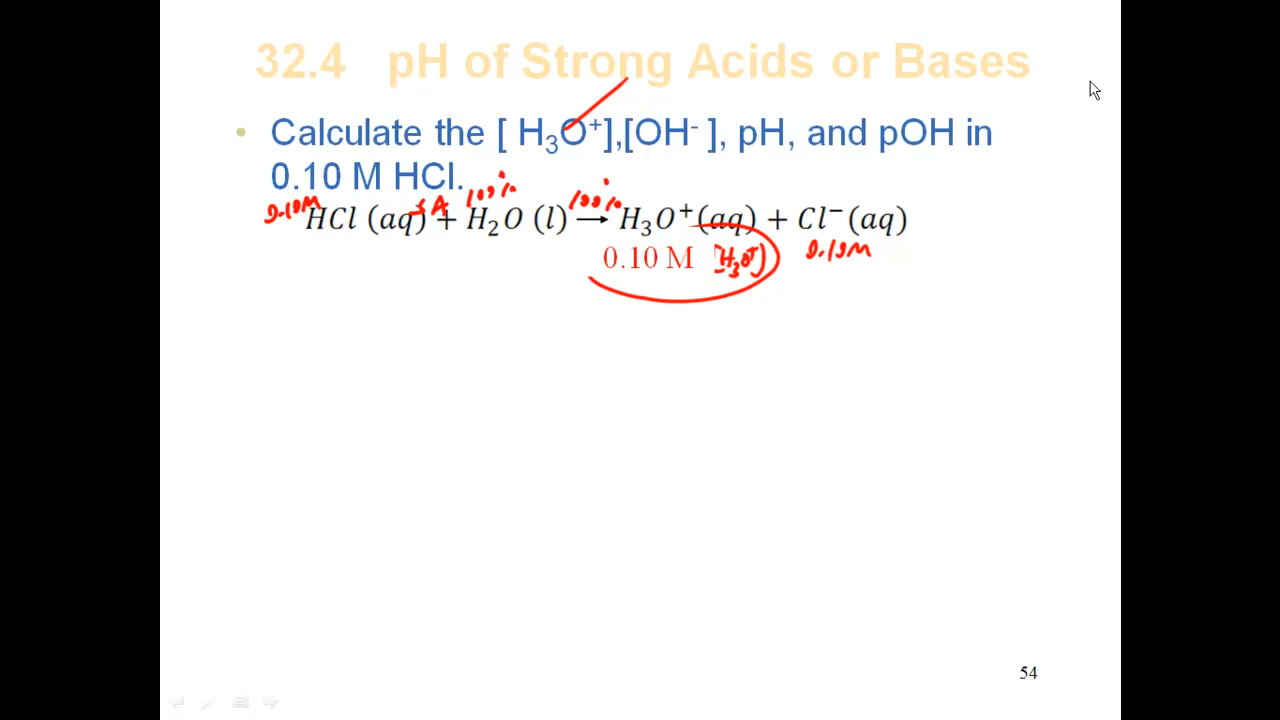 32.4 pH of Strong Acids or Bases
• Calculate the [ H₃O⁺],[OH⁻ ], pH, and pOH in
0.10 M HCl.
0.10M SA 100% 100%
HCl (aq) + H₂O (l) → H₃O⁺(aq) + Cl⁻(aq)
0.10 M [H₃O⁺] 0.10M
54